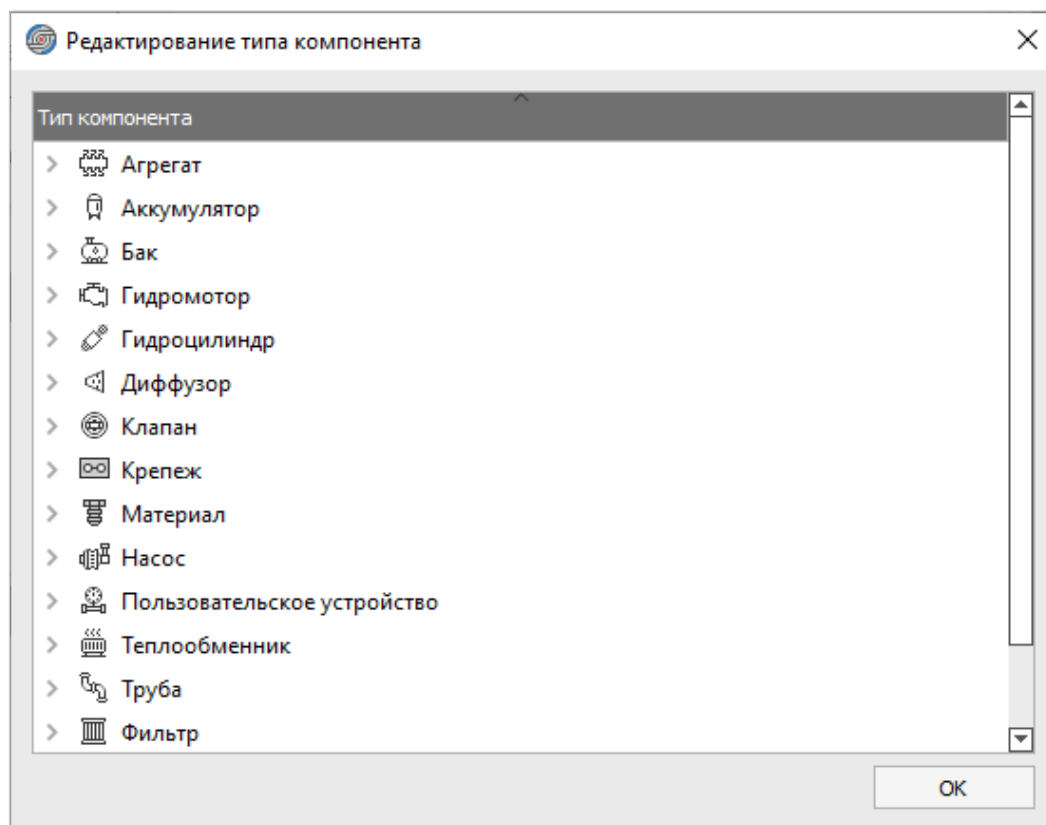 Редактирование типа компонента
Тип компонента
Агрегат
Аккумулятор
Бак
Гидромотор
Гидроцилиндр
Диффузор
Клапан
Крепеж
Материал
Насос
Пользовательское устройство
Теплообменник
Труба
Фильтр
OK